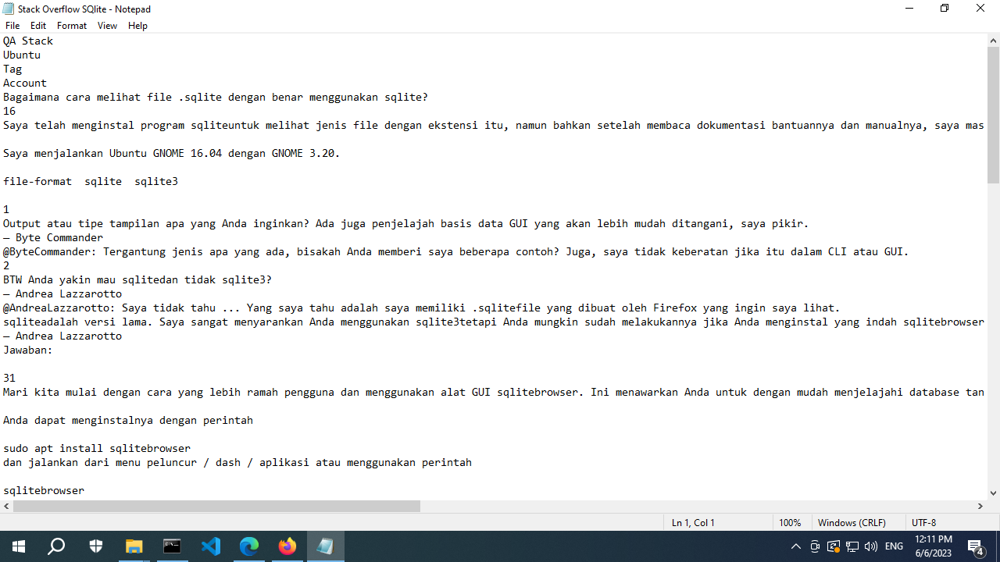 Stack Overflow SQlite - Notepad
File Edit Format View Help
QA Stack
Ubuntu
Tag
Account
Bagaimana cara melihat file .sqlite dengan benar menggunakan sqlite?
16
Saya telah menginstal program sqliteuntuk melihat jenis file dengan ekstensi itu, namun bahkan setelah membaca dokumentasi bantuannya dan manualnya, saya mas
Saya menjalankan Ubuntu GNOME 16.04 dengan GNOME 3.20.
file-format  sqlite  sqlite3
1
Output atau tipe tampilan apa yang Anda inginkan? Ada juga penjelajah basis data GUI yang akan lebih mudah ditangani, saya pikir.
— Byte Commander
@ByteCommander: Tergantung jenis apa yang ada, bisakah Anda memberi saya beberapa contoh? Juga, saya tidak keberatan jika itu dalam CLI atau GUI.
2
BTW Anda yakin mau sqlitedan tidak sqlite3?
— Andrea Lazzarotto
@AndreaLazzarotto: Saya tidak tahu ... Yang saya tahu adalah saya memiliki .sqlitefile yang dibuat oleh Firefox yang ingin saya lihat.
sqliteadalah versi lama. Saya sangat menyarankan Anda menggunakan sqlite3tetapi Anda mungkin sudah melakukannya jika Anda menginstal yang indah sqlitebrowser
— Andrea Lazzarotto
Jawaban:
31
Mari kita mulai dengan cara yang lebih ramah pengguna dan menggunakan alat GUI sqlitebrowser. Ini menawarkan Anda untuk dengan mudah menjelajahi database tan
Anda dapat menginstalnya dengan perintah
sudo apt install sqlitebrowser
dan jalankan dari menu peluncur / dash / aplikasi atau menggunakan perintah
sqlitebrowser
Ln 1, Col 1 100% Windows (CRLF) UTF-8
ENG
12:11 PM
6/6/2023
4